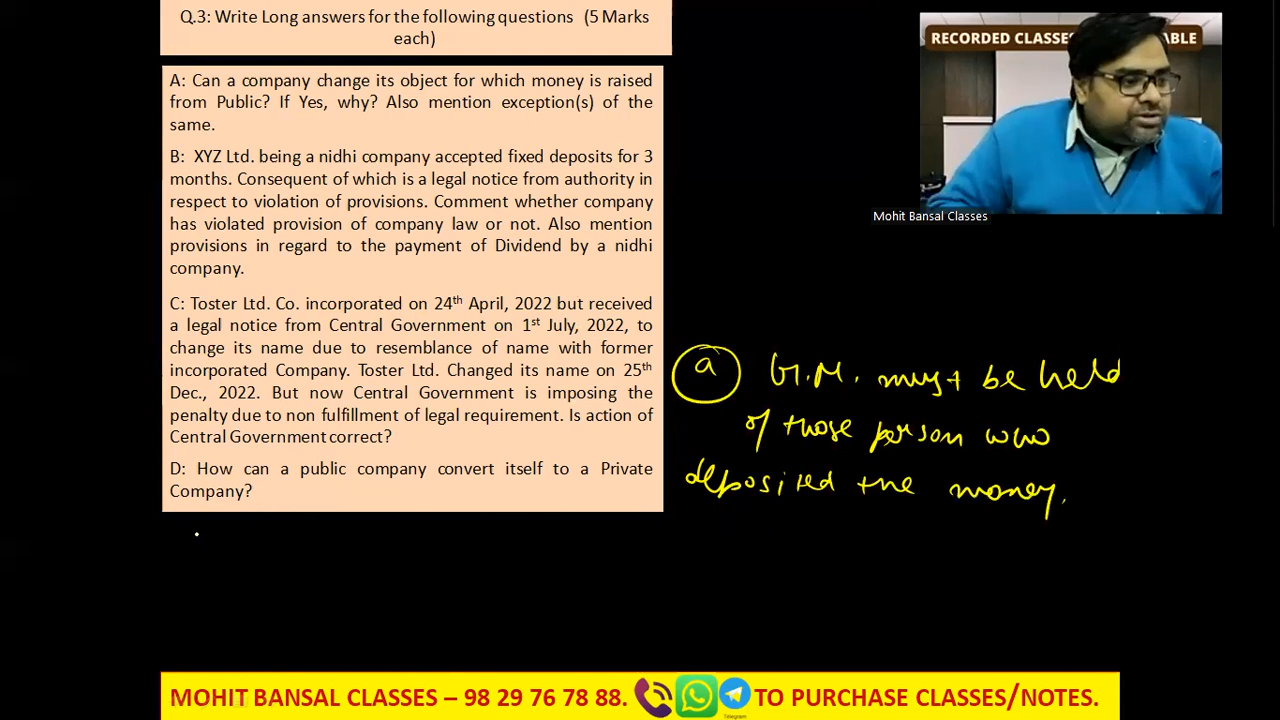 Q.3: Write Long answers for the following questions (5 Marks
each)
A: Can a company change its object for which money is raised
from Public? If Yes, why? Also mention exception(s) of the
same.
B: XYZ Ltd. being a nidhi company accepted fixed deposits for 3
months. Consequent of which is a legal notice from authority in
respect to violation of provisions. Comment whether company
has violated provision of company law or not. Also mention
provisions in regard to the payment of Dividend by a nidhi
company.
C: Toster Ltd. Co. incorporated on 24th April, 2022 but received
a legal notice from Central Government on 1st July, 2022, to
change its name due to resemblance of name with former
incorporated Company. Toster Ltd. Changed its name on 25th
Dec., 2022. But now Central Government is imposing the
penalty due to non fulfillment of legal requirement. Is action of
Central Government correct?
D: How can a public company convert itself to a Private
Company?
RECORDED CLASSES ABLE
Mohit Bansal Classes
a G.M. must be held
of those person who
deposited the money.
MOHIT BANSAL CLASSES – 98 29 76 78 88. TO PURCHASE CLASSES/NOTES.
Telegram